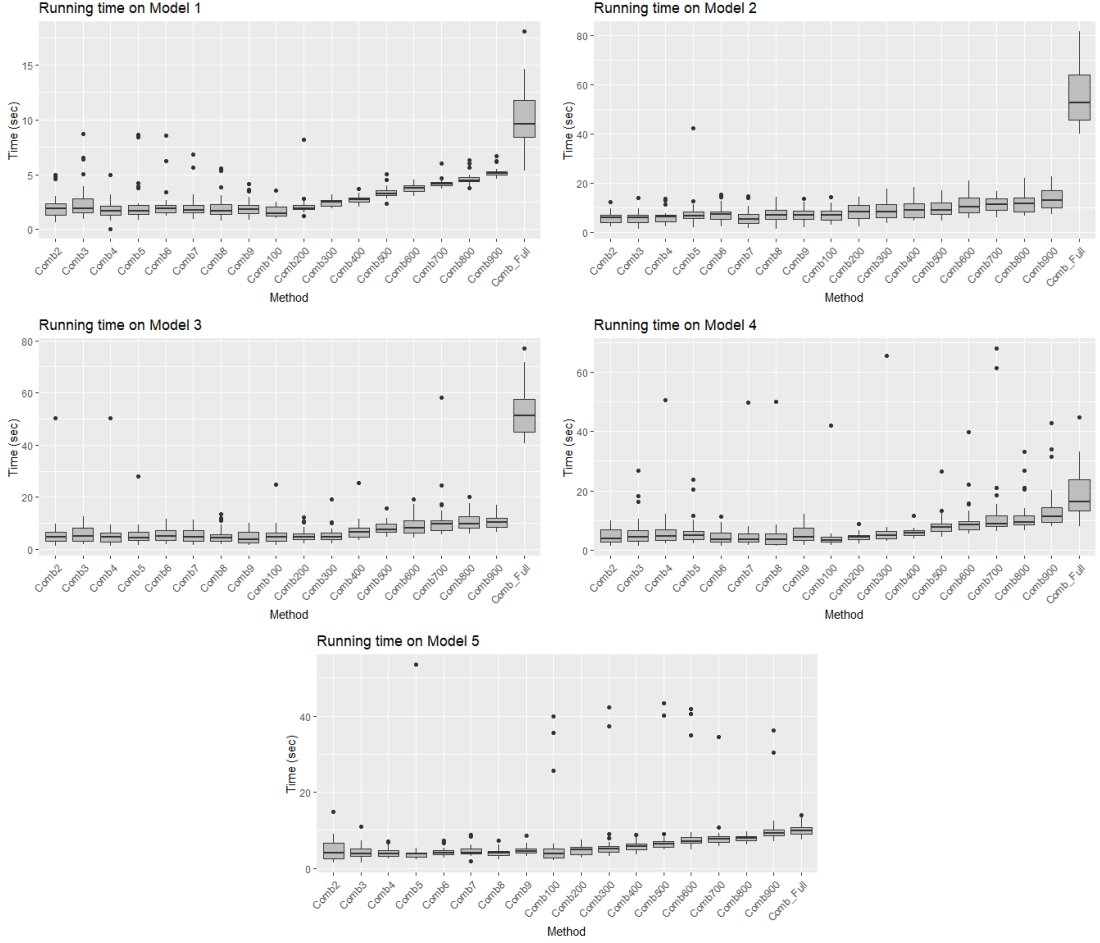 Running time on Model 1
Time (sec)
15
10
5
0
Comb2 Comb3 Comb4 Comb5 Comb6 Comb7 Comb8 Comb9 Comb100 Comb200 Comb300 Comb400 Comb500 Comb600 Comb700 Comb800 Comb900 Comb_Full
Method
Running time on Model 2
Time (sec)
80
60
40
20
0
Comb2 Comb3 Comb4 Comb5 Comb6 Comb7 Comb8 Comb9 Comb100 Comb200 Comb300 Comb400 Comb500 Comb600 Comb700 Comb800 Comb900 Comb_Full
Method
Running time on Model 3
Time (sec)
80
60
40
20
0
Comb2 Comb3 Comb4 Comb5 Comb6 Comb7 Comb8 Comb9 Comb100 Comb200 Comb300 Comb400 Comb500 Comb600 Comb700 Comb800 Comb900 Comb_Full
Method
Running time on Model 4
Time (sec)
60
40
20
0
Comb2 Comb3 Comb4 Comb5 Comb6 Comb7 Comb8 Comb9 Comb100 Comb200 Comb300 Comb400 Comb500 Comb600 Comb700 Comb800 Comb900 Comb_Full
Method
Running time on Model 5
Time (sec)
40
20
0
Comb2 Comb3 Comb4 Comb5 Comb6 Comb7 Comb8 Comb9 Comb100 Comb200 Comb300 Comb400 Comb500 Comb600 Comb700 Comb800 Comb900 Comb_Full
Method